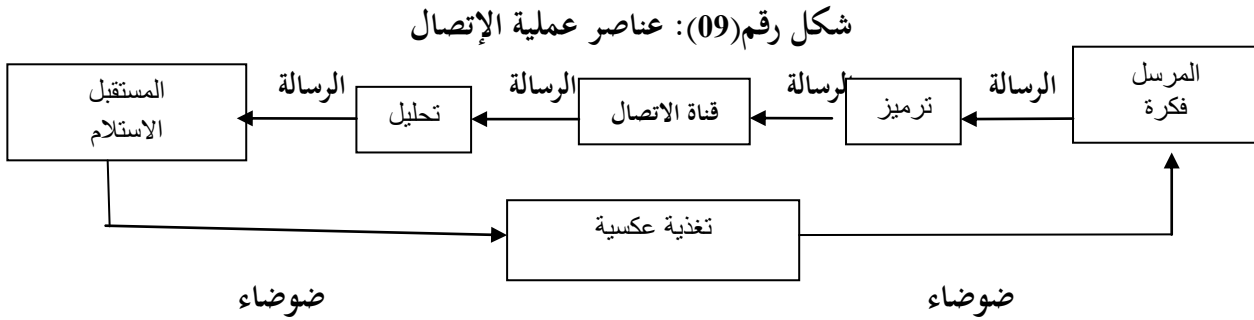 شكل رقم(09): عناصر عملية الإتصال
المرسل
فكرة
الرسالة
ترميز
الرسالة
قناة الاتصال
الرسالة
تحليل
الرسالة
المستقبل
الاستلام
تغذية عكسية
ضوضاء
ضوضاء